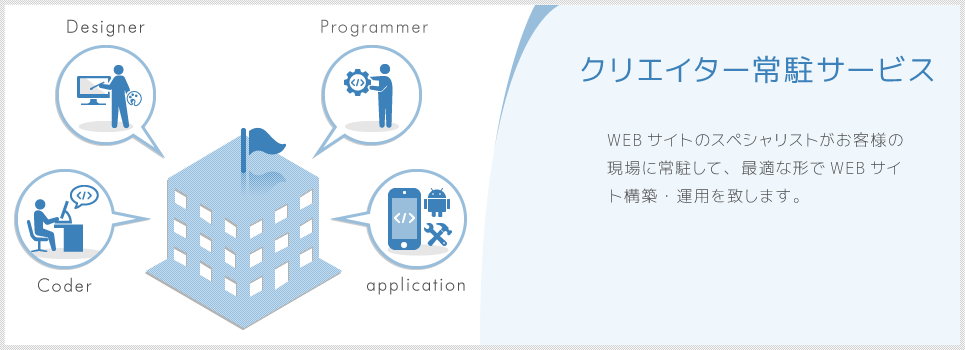 Designer
Programmer
</>
</>
Coder
</>
application
クリエイター常駐サービス
WEB サイトのスペシャリストがお客様の
現場に常駐して、最適な形で WEB サイ
ト構築・運用を致します。